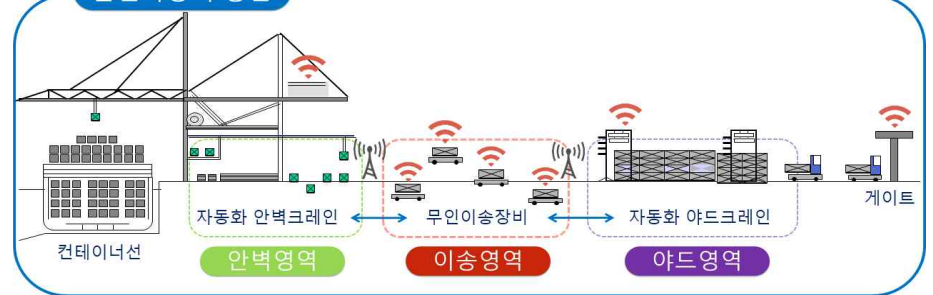 자동화 안벽크레인
무인이송장비
자동화 야드크레인
게이트
컨테이너선
안벽영역
이송영역
야드영역